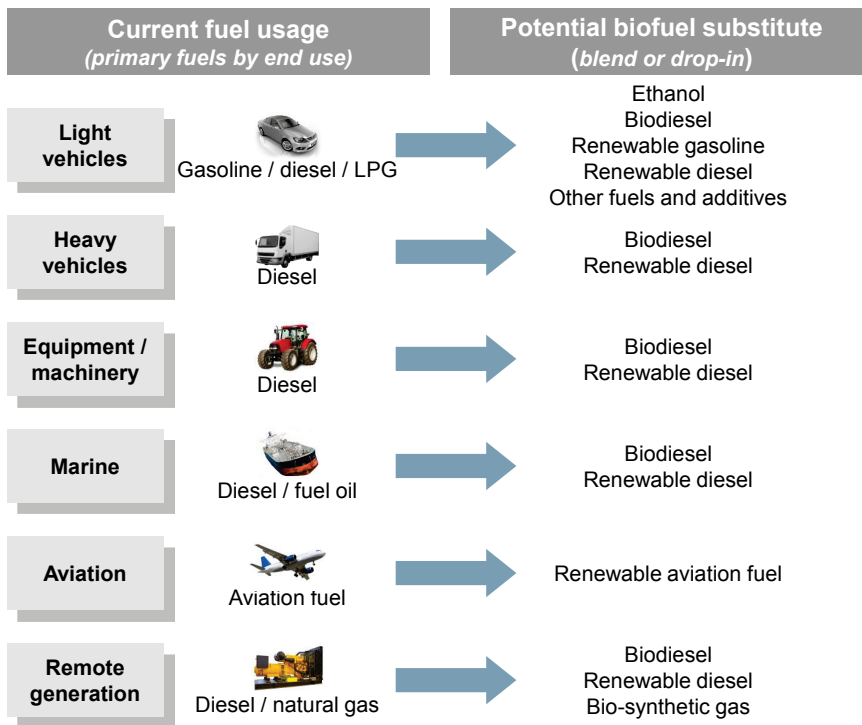 Current fuel usage
(primary fuels by end use)
Potential biofuel substitute
(blend or drop-in)
Light
vehicles
Gasoline / diesel / LPG
Ethanol
Biodiesel
Renewable gasoline
Renewable diesel
Other fuels and additives
Heavy
vehicles
Diesel
Biodiesel
Renewable diesel
Equipment /
machinery
Diesel
Biodiesel
Renewable diesel
Marine
Diesel / fuel oil
Biodiesel
Renewable diesel
Aviation
Aviation fuel
Renewable aviation fuel
Remote
generation
Diesel / natural gas
Biodiesel
Renewable diesel
Bio-synthetic gas